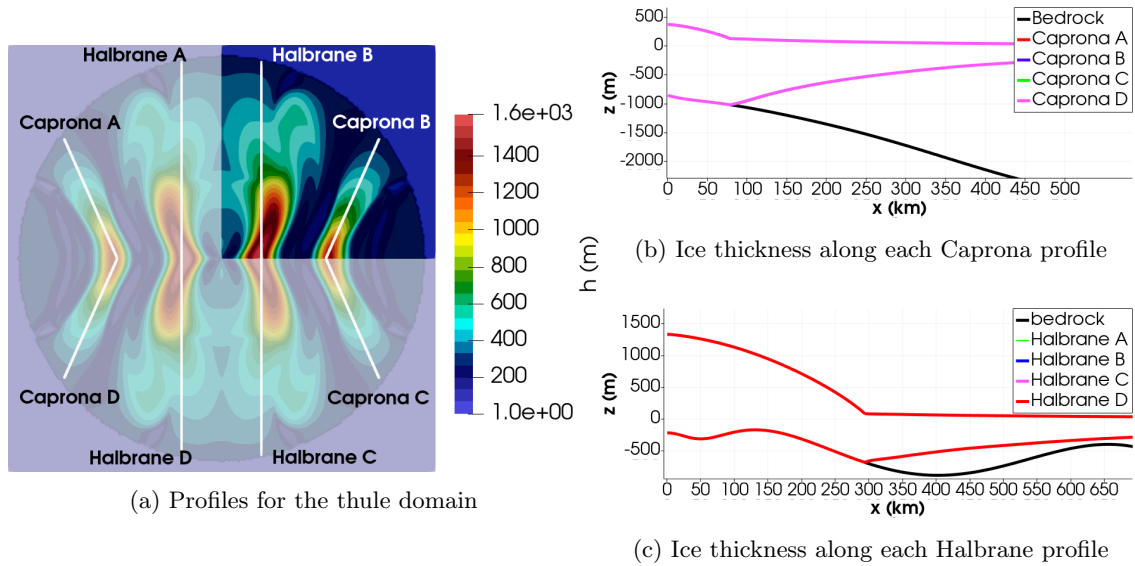 Halbrane A
Halbrane B
Caprona A
Caprona B
Caprona D
Caprona C
Halbrane D
Halbrane C
1.6e+03
1400
1200
1000
800
600
400
200
1.0e+00
h (m)
(a) Profiles for the thule domain
z (m)
500
0
-500
-1000
-1500
-2000
0 50 100 150 200 250 300 350 400 450 500
x (km)
Bedrock
Caprona A
Caprona B
Caprona C
Caprona D
(b) Ice thickness along each Caprona profile
z (m)
1500
1000
500
0
-500
0 50 100 150 200 250 300 350 400 450 500 550 600 650
x (km)
bedrock
Halbrane A
Halbrane B
Halbrane C
Halbrane D
(c) Ice thickness along each Halbrane profile